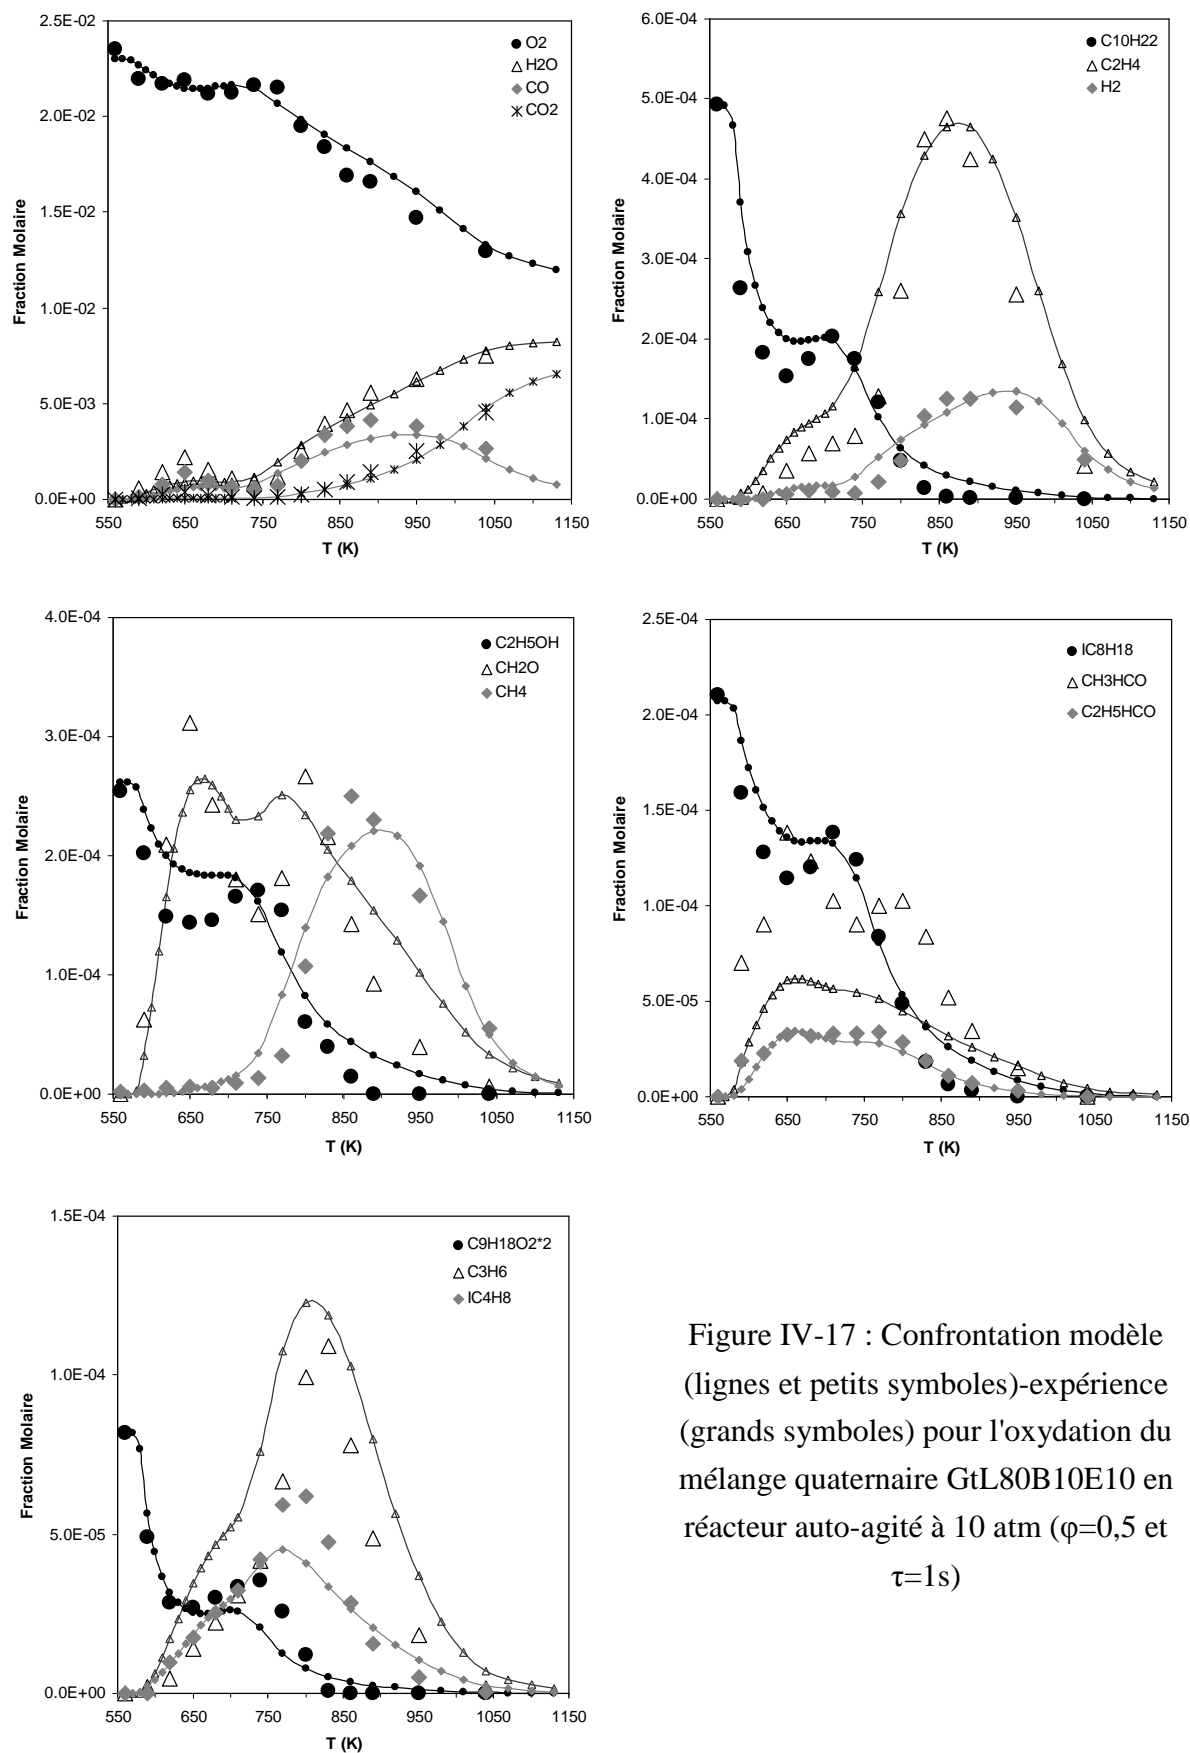 2.5E-02
2.0E-02
1.5E-02
1.0E-02
5.0E-03
0.0E+00
Fraction Molaire
O2
H2O
CO
CO2
550
650
750
850
950
1050
1150
T (K)
6.0E-04
5.0E-04
4.0E-04
3.0E-04
2.0E-04
1.0E-04
0.0E+00
Fraction Molaire
C10H22
C2H4
H2
550
650
750
850
950
1050
1150
T (K)
4.0E-04
3.0E-04
2.0E-04
1.0E-04
0.0E+00
Fraction Molaire
C2H5OH
CH2O
CH4
550
650
750
850
950
1050
1150
T (K)
2.5E-04
2.0E-04
1.5E-04
1.0E-04
5.0E-05
0.0E+00
Fraction Molaire
IC8H18
CH3HCO
C2H5HCO
550
650
750
850
950
1050
1150
T (K)
1.5E-04
1.0E-04
5.0E-05
0.0E+00
Fraction Molaire
C9H18O2*2
C3H6
IC4H8
550
650
750
850
950
1050
1150
T (K)
Figure IV-17 : Confrontation modèle
(lignes et petits symboles)-expérience
(grands symboles) pour l'oxydation du
mélange quaternaire GtL80B10E10 en
réacteur auto-agité à 10 atm (φ=0,5 et
τ=1s)